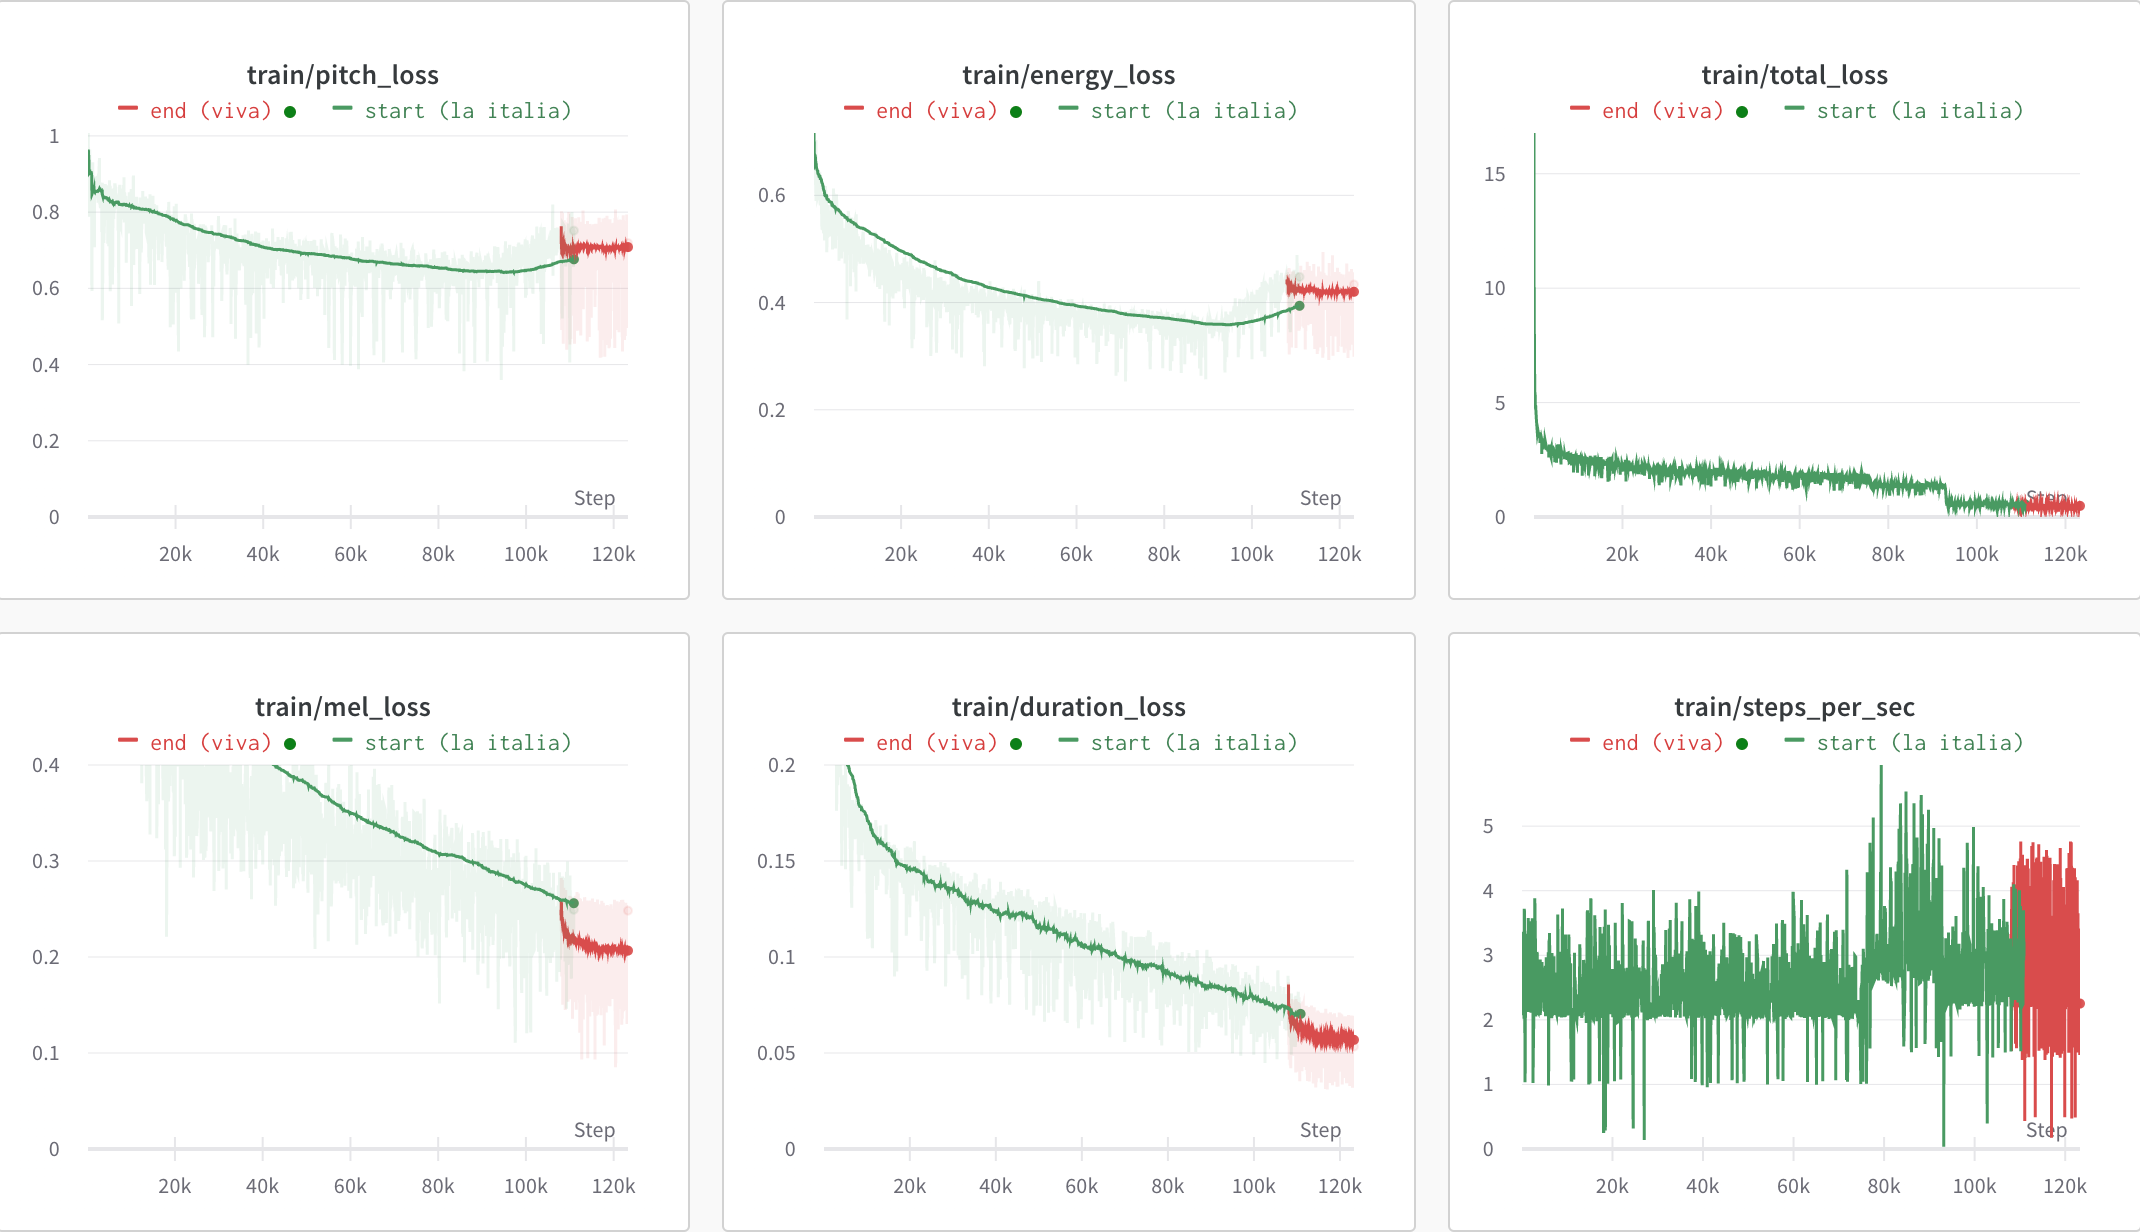 train/pitch_loss
end (viva) start (la italia)
1
0.8
0.6
0.4
0.2
0
Step
20k 40k 60k 80k 100k 120k
train/energy_loss
end (viva) start (la italia)
0.6
0.4
0.2
0
Step
20k 40k 60k 80k 100k 120k
train/total_loss
end (viva) start (la italia)
15
10
5
0
Step
20k 40k 60k 80k 100k 120k
train/mel_loss
end (viva) start (la italia)
0.4
0.3
0.2
0.1
0
Step
20k 40k 60k 80k 100k 120k
train/duration_loss
end (viva) start (la italia)
0.2
0.15
0.1
0.05
0
Step
20k 40k 60k 80k 100k 120k
train/steps_per_sec
end (viva) start (la italia)
5
4
3
2
1
0
Step
20k 40k 60k 80k 100k 120k